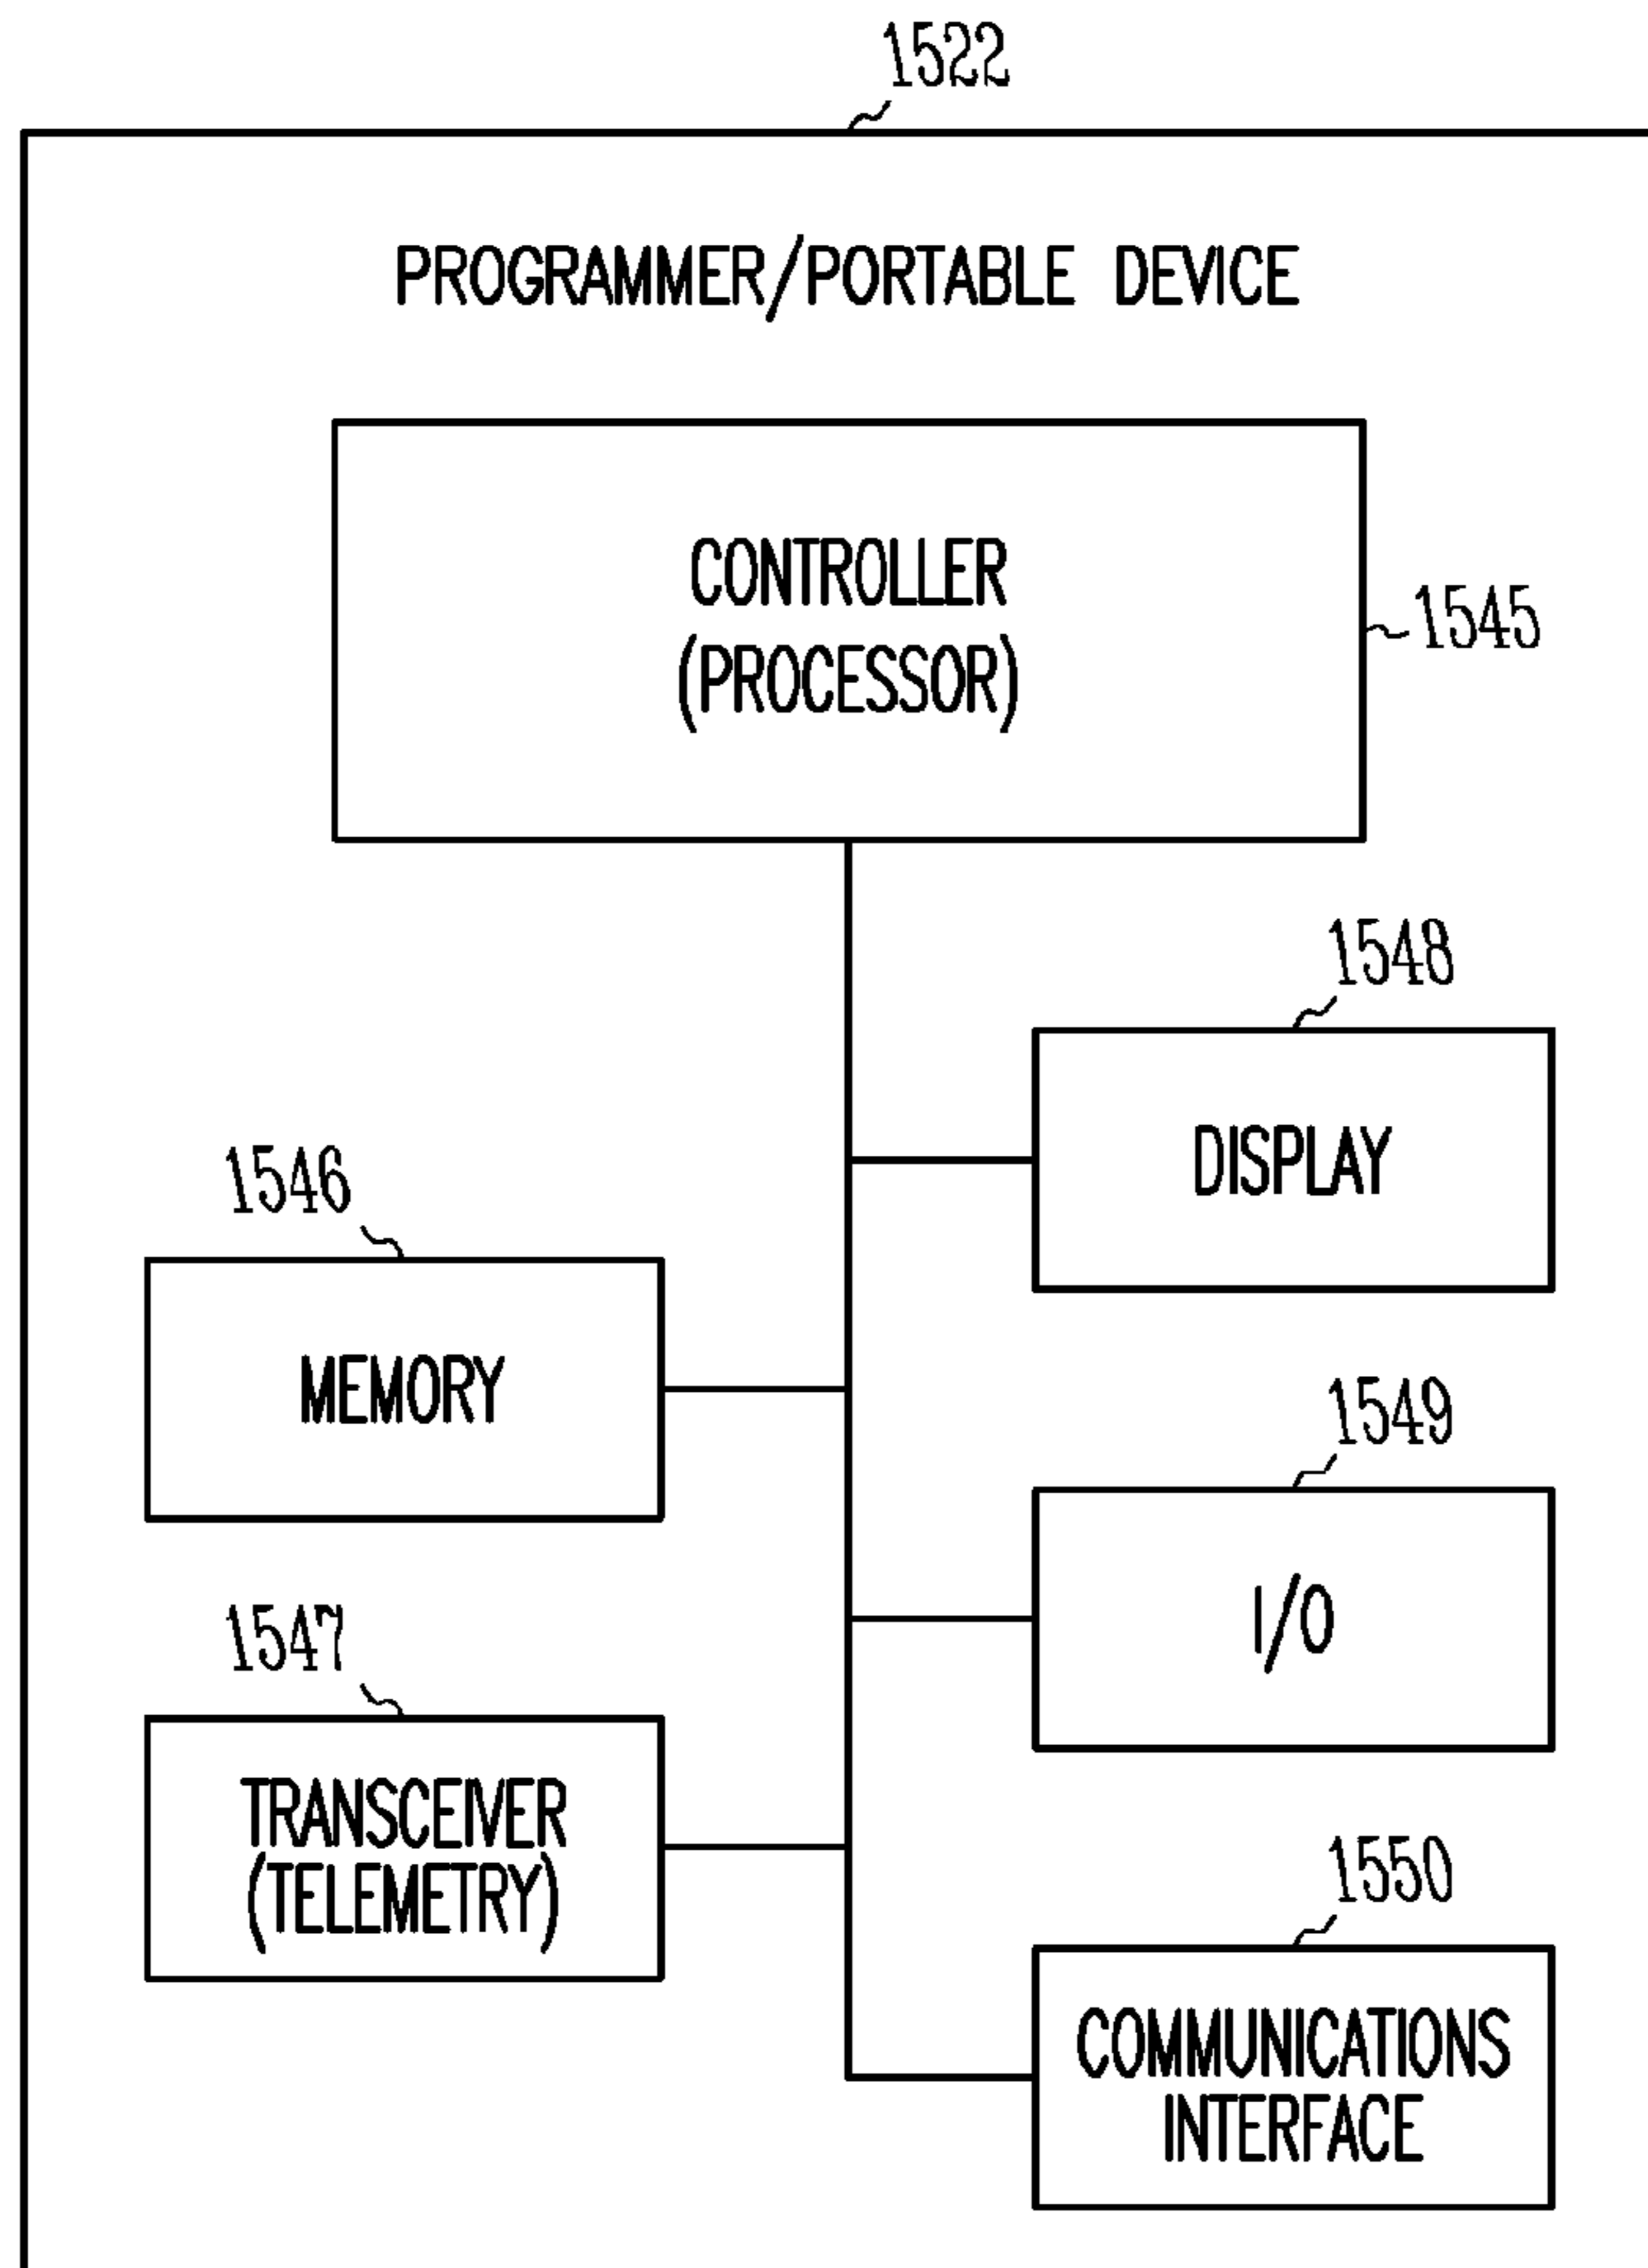 1522
PROGRAMMER/PORTABLE DEVICE
CONTROLLER
(PROCESSOR)
1545
1548
DISPLAY
1546
MEMORY
1549
I/O
1547
TRANSCEIVER
(TELEMETRY)
1550
COMMUNICATIONS
INTERFACE